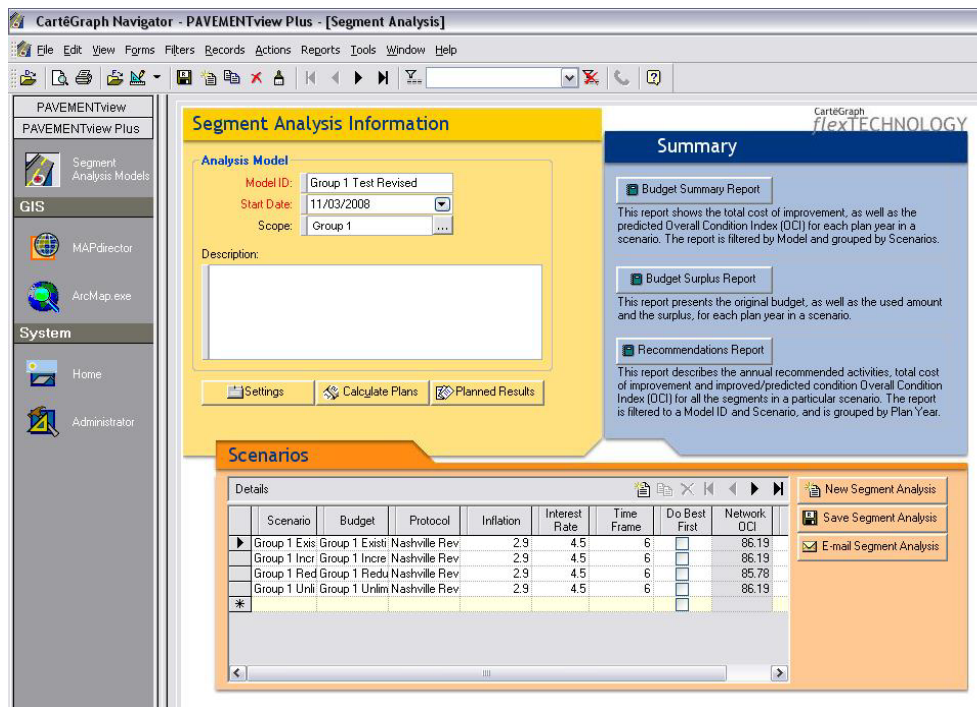 CartêGraph Navigator - PAVEMENTview Plus - [Segment Analysis]
File Edit View Forms Filters Records Actions Reports Tools Window Help
PAVEMENTview
PAVEMENTview Plus
Segment
Analysis Models
GIS
MAPdirector
ArcMap.exe
System
Home
Administrator
Segment Analysis Information
Analysis Model
Model ID: Group 1 Test Revised
Start Date: 11/03/2008
Scope: Group 1 ...
Description:
Settings Calculate Plans Planned Results
CartêGraph
flexTECHNOLOGY
Summary
Budget Summary Report
This report shows the total cost of improvement, as well as the
predicted Overall Condition Index (OCI) for each plan year in a
scenario. The report is filtered by Model and grouped by Scenarios.
Budget Surplus Report
This report presents the original budget, as well as the used amount
and the surplus, for each plan year in a scenario.
Recommendations Report
This report describes the annual recommended activities, total cost
of improvement and improved/predicted condition Overall Condition
Index (OCI) for all the segments in a particular scenario. The report
is filtered to a Model ID and Scenario, and is grouped by Plan Year.
Scenarios
Details
Scenario Budget Protocol Inflation Interest Rate Time Frame Do Best First Network OCI
Group 1 Exis Group 1 Existi Nashville Rev 2.9 4.5 6 86.19
Group 1 Incr Group 1 Incre Nashville Rev 2.9 4.5 6 86.19
Group 1 Red Group 1 Redu Nashville Rev 2.9 4.5 6 85.78
Group 1 Unli Group 1 Unlim Nashville Rev 2.9 4.5 6 86.19
New Segment Analysis
Save Segment Analysis
E-mail Segment Analysis